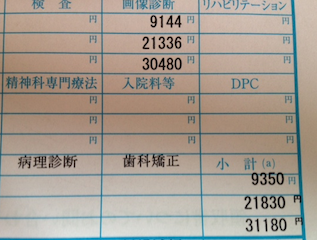 検 査 画像診断 リハビリテーション
円 9144 円 円
円 21336 円 円
円 30480 円 円
精神科専門療法 入院料等 DPC
円 円 円
円 円 円
円 円 円
病理診断 歯科矯正 小 計 (a)
9350 円
21830 円
31180 円